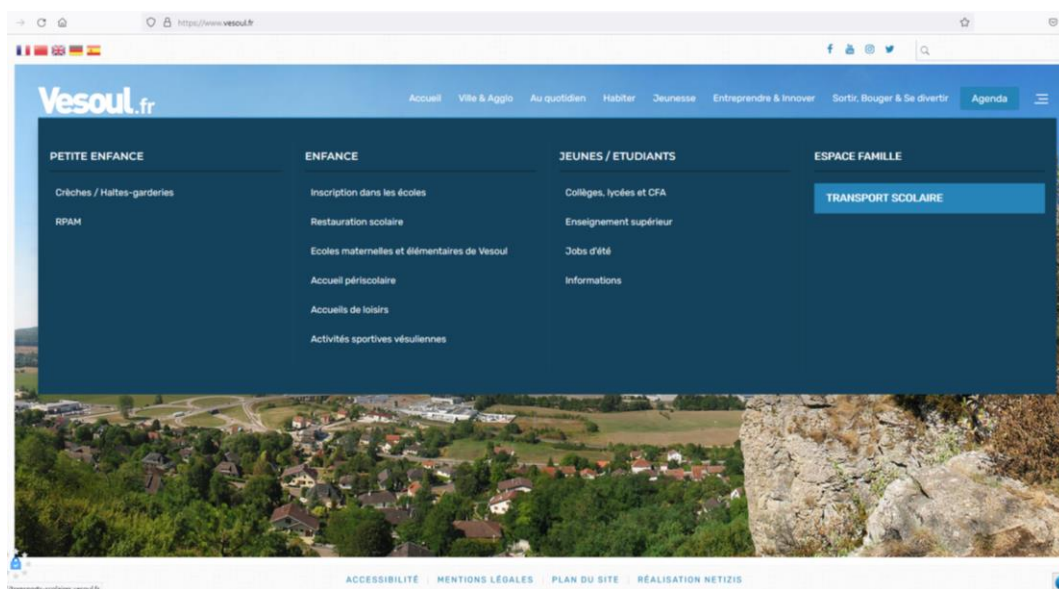 https://www.vesoul.fr
Vesoul.fr
Accueil Ville & Agglo Au quotidien Habiter Jeunesse Entreprendre & Innover Sortir, Bouger & Se divertir Agenda
PETITE ENFANCE
Crèches / Haltes-garderies
RPAM
ENFANCE
Inscription dans les écoles
Restauration scolaire
Ecoles maternelles et élémentaires de Vesoul
Accueil périscolaire
Accueils de loisirs
Activités sportives vésuliennes
JEUNES / ETUDIANTS
Collèges, lycées et CFA
Enseignement supérieur
Jobs d'été
Informations
ESPACE FAMILLE
TRANSPORT SCOLAIRE
ACCESSIBILITÉ MENTIONS LÉGALES PLAN DU SITE RÉALISATION NETIZIS